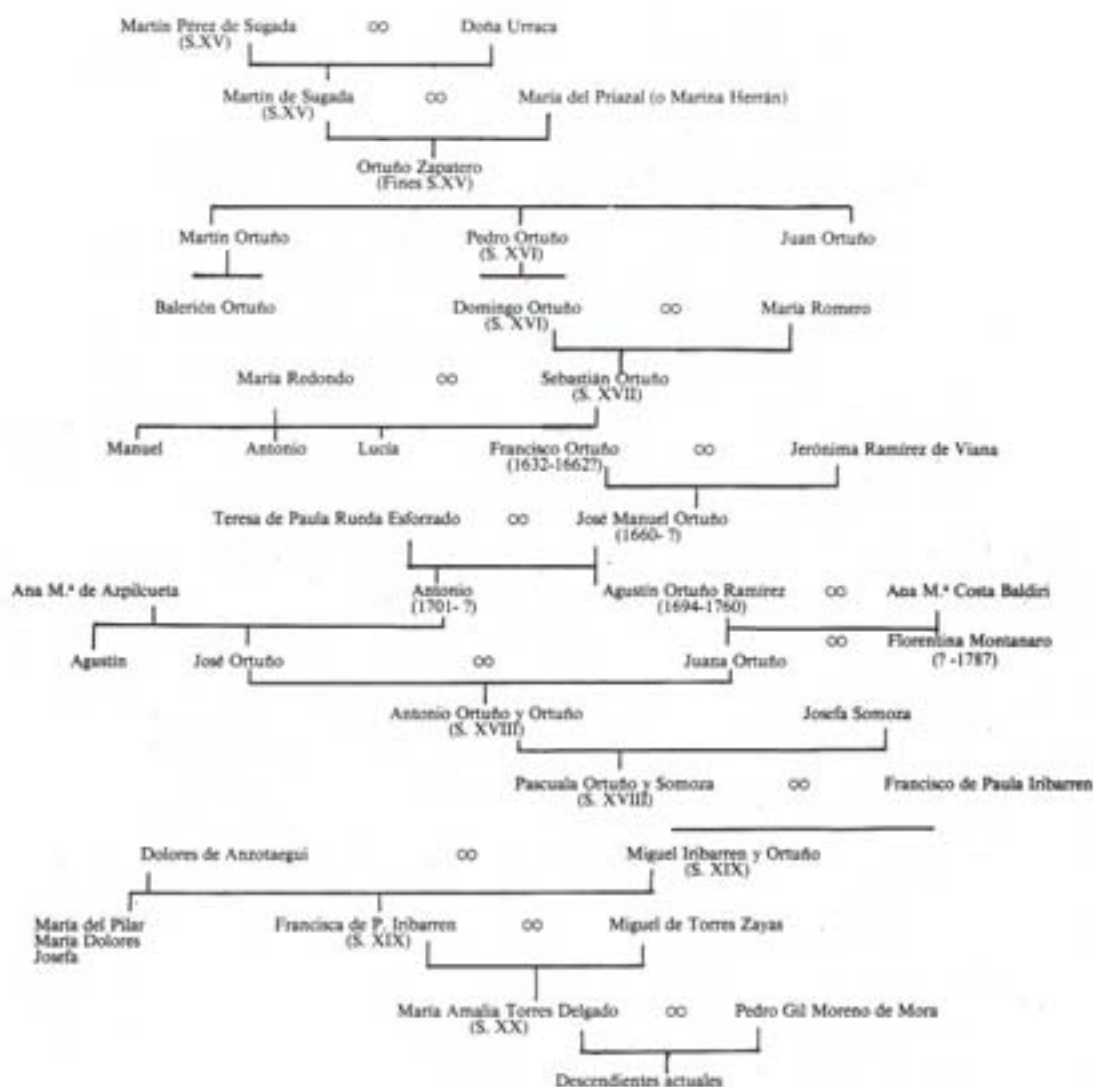 Martín Pérez de Sugada ∞ Doña Urraca
(S.XV)
Martín de Sugada ∞ María del Priazal (o Marina Herrán)
(S.XV)
Ortuño Zapatero
(Fines S.XV)
Martín Ortuño Pedro Ortuño Juan Ortuño
(S. XVI)
Balerión Ortuño Domingo Ortuño ∞ María Romero
(S. XVI)
María Redondo ∞ Sebastián Ortuño
(S. XVII)
Manuel Antonio Lucía Francisco Ortuño ∞ Jerónima Ramírez de Viana
(1632-1662?)
Teresa de Paula Rueda Esforzado ∞ José Manuel Ortuño
(1660- ?)
Ana M.ª de Azpilcueta Antonio Agustín Ortuño Ramírez ∞ Ana M.ª Costa Baldiri
(1701- ?) (1694-1760)
Agustín José Ortuño ∞ Juana Ortuño ∞ Florentina Montanaro
(? -1787)
Antonio Ortuño y Ortuño Josefa Somoza
(S. XVIII)
Pascuala Ortuño y Somoza ∞ Francisco de Paula Iribarren
(S. XVIII)
Dolores de Anzotaegui ∞ Miguel Iribarren y Ortuño
(S. XIX)
María del Pilar Francisca de P. Iribarren ∞ Miguel de Torres Zayas
María Dolores (S. XIX)
Josefa
María Amalia Torres Delgado ∞ Pedro Gil Moreno de Mora
(S. XX)
Descendientes actuales